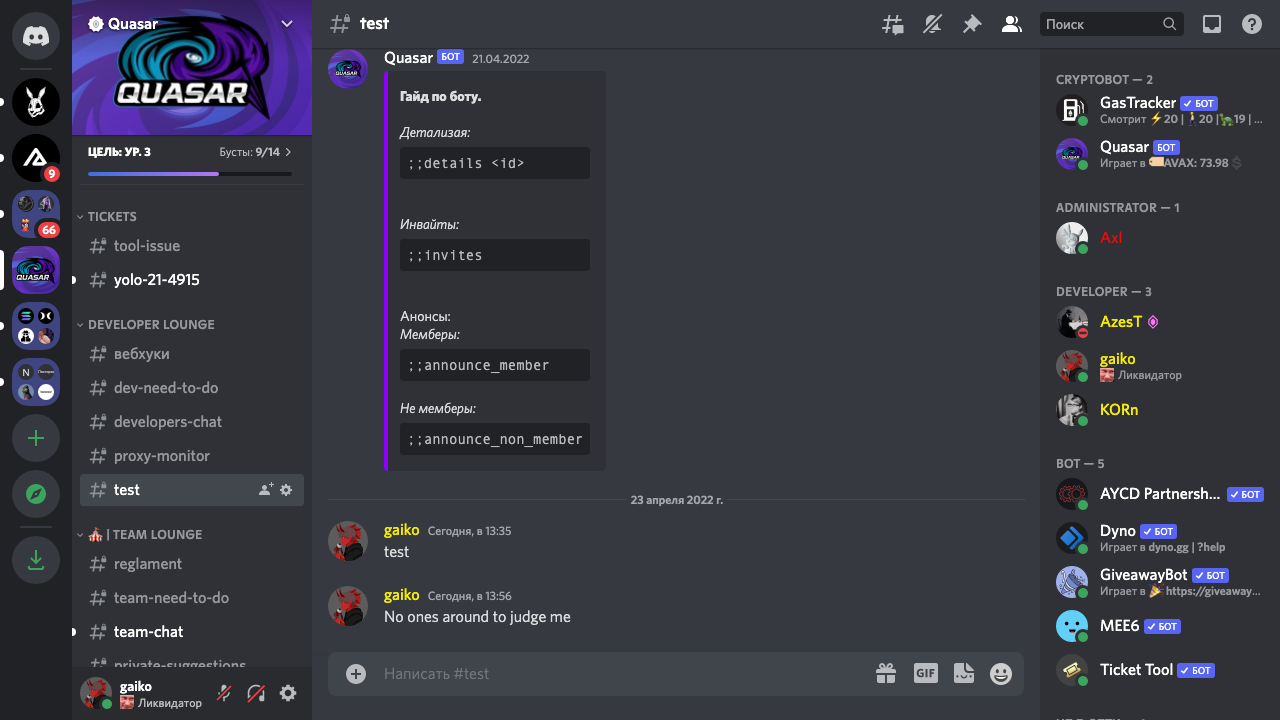 Quasar
QUASAR
ЦЕЛЬ: УР. 3
Бусты: 9/14
9
66
QUASAR
N
TICKETS
tool-issue
yolo-21-4915
DEVELOPER LOUNGE
вебхуки
dev-need-to-do
developers-chat
proxy-monitor
test
| TEAM LOUNGE
reglament
team-need-to-do
team-chat
private-suggestions
gaiko
Ликвидатор
test
Поиск
QUASAR
Quasar БОТ 21.04.2022
Гайд по боту.
Детализая:
;;details <id>
Инвайты:
;;invites
Анонсы:
Мемберы:
;;announce_member
Не мемберы:
;;announce_non_member
23 апреля 2022 г.
gaiko Сегодня, в 13:35
test
gaiko Сегодня, в 13:56
No ones around to judge me
Написать #test
GIF
CRYPTOBOT — 2
GasTracker БОТ
Смотрит ⚡20 | 🚶20 |🐢19 | ...
Quasar БОТ
Играет в AVAX: 73.98 $
ADMINISTRATOR — 1
Axl
DEVELOPER — 3
AzesT
gaiko
Ликвидатор
KORn
BOT — 5
AYCD Partnersh... БОТ
Dyno БОТ
Играет в dyno.gg | ?help
GiveawayBot БОТ
Играет в 🎉 https://giveaway...
MEE6 БОТ
Ticket Tool БОТ